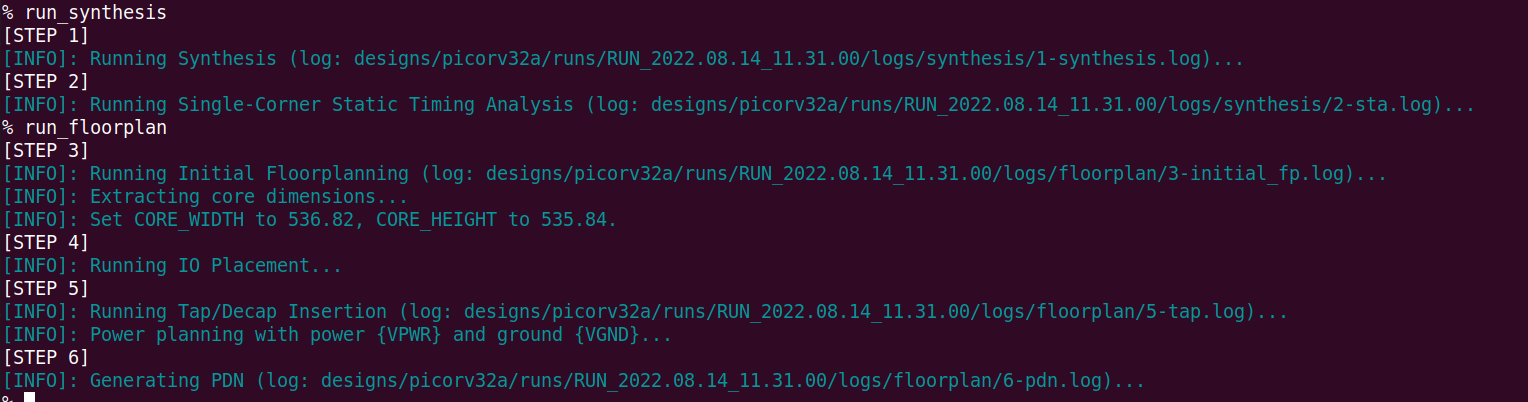 % run_synthesis
[STEP 1]
[INFO]: Running Synthesis (log: designs/picorv32a/runs/RUN_2022.08.14_11.31.00/logs/synthesis/1-synthesis.log)...
[STEP 2]
[INFO]: Running Single-Corner Static Timing Analysis (log: designs/picorv32a/runs/RUN_2022.08.14_11.31.00/logs/synthesis/2-sta.log)...
% run_floorplan
[STEP 3]
[INFO]: Running Initial Floorplanning (log: designs/picorv32a/runs/RUN_2022.08.14_11.31.00/logs/floorplan/3-initial_fp.log)...
[INFO]: Extracting core dimensions...
[INFO]: Set CORE_WIDTH to 536.82, CORE_HEIGHT to 535.84.
[STEP 4]
[INFO]: Running IO Placement...
[STEP 5]
[INFO]: Running Tap/Decap Insertion (log: designs/picorv32a/runs/RUN_2022.08.14_11.31.00/logs/floorplan/5-tap.log)...
[INFO]: Power planning with power {VPWR} and ground {VGND}...
[STEP 6]
[INFO]: Generating PDN (log: designs/picorv32a/runs/RUN_2022.08.14_11.31.00/logs/floorplan/6-pdn.log)...
%